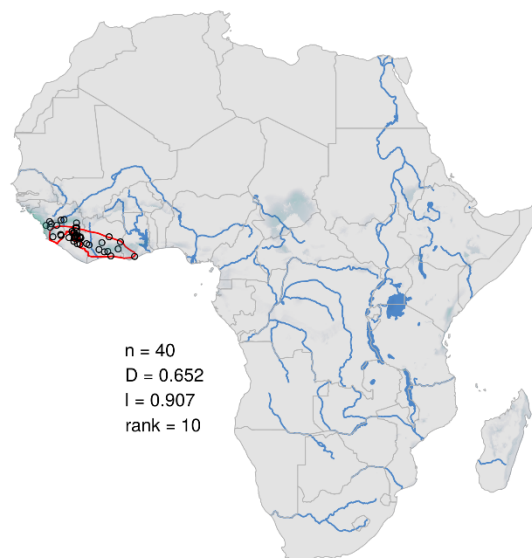 n = 40
D = 0.652
I = 0.907
rank = 10